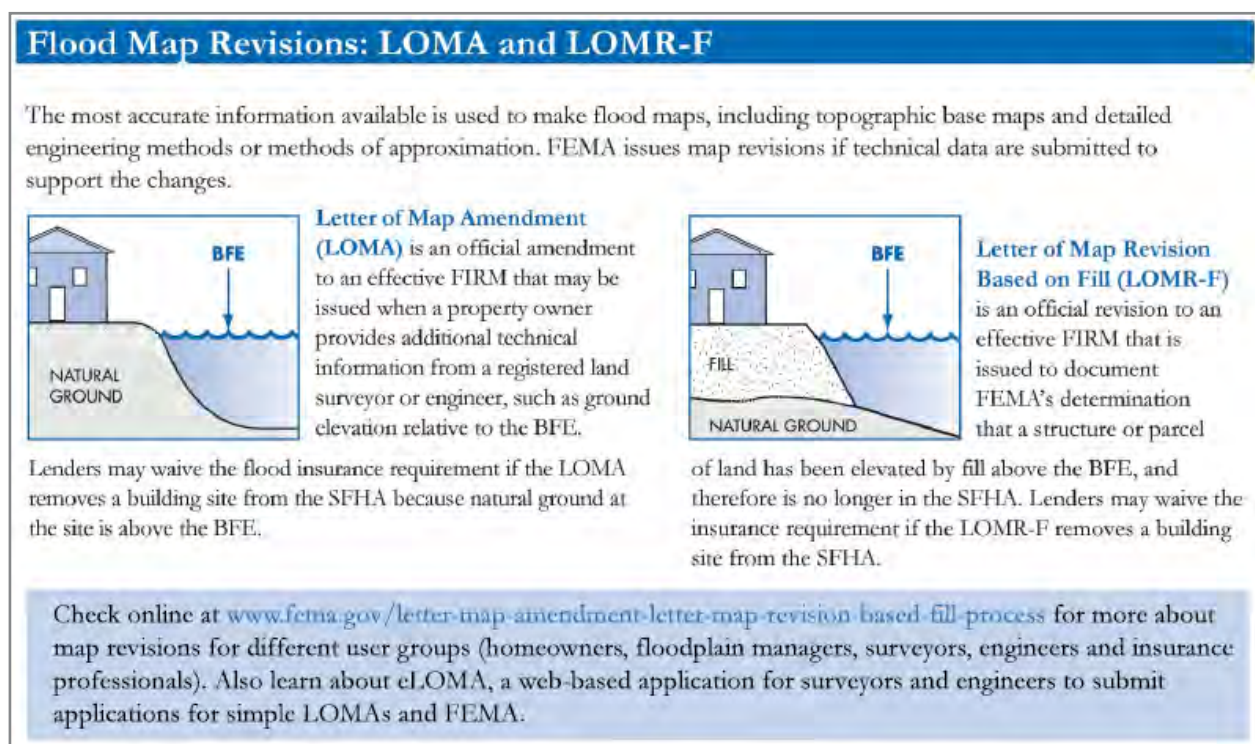 Flood Map Revisions: LOMA and LOMR-F
The most accurate information available is used to make flood maps, including topographic base maps and detailed
engineering methods or methods of approximation. FEMA issues map revisions if technical data are submitted to
support the changes.
BFE
NATURAL
GROUND
Letter of Map Amendment
(LOMA) is an official amendment
to an effective FIRM that may be
issued when a property owner
provides additional technical
information from a registered land
surveyor or engineer, such as ground
elevation relative to the BFE.
Lenders may waive the flood insurance requirement if the LOMA
removes a building site from the SFHA because natural ground at
the site is above the BFE.
BFE
FILL
NATURAL GROUND
Letter of Map Revision
Based on Fill (LOMR-F)
is an official revision to an
effective FIRM that is
issued to document
FEMA's determination
that a structure or parcel
of land has been elevated by fill above the BFE, and
therefore is no longer in the SFHA. Lenders may waive the
insurance requirement if the LOMR-F removes a building
site from the SFHA.
Check online at www.fema.gov/letter-map-amendment-letter-map-revision-based-fill-process for more about
map revisions for different user groups (homeowners, floodplain managers, surveyors, engineers and insurance
professionals). Also learn about eLOMA, a web-based application for surveyors and engineers to submit
applications for simple LOMAs and FEMA.